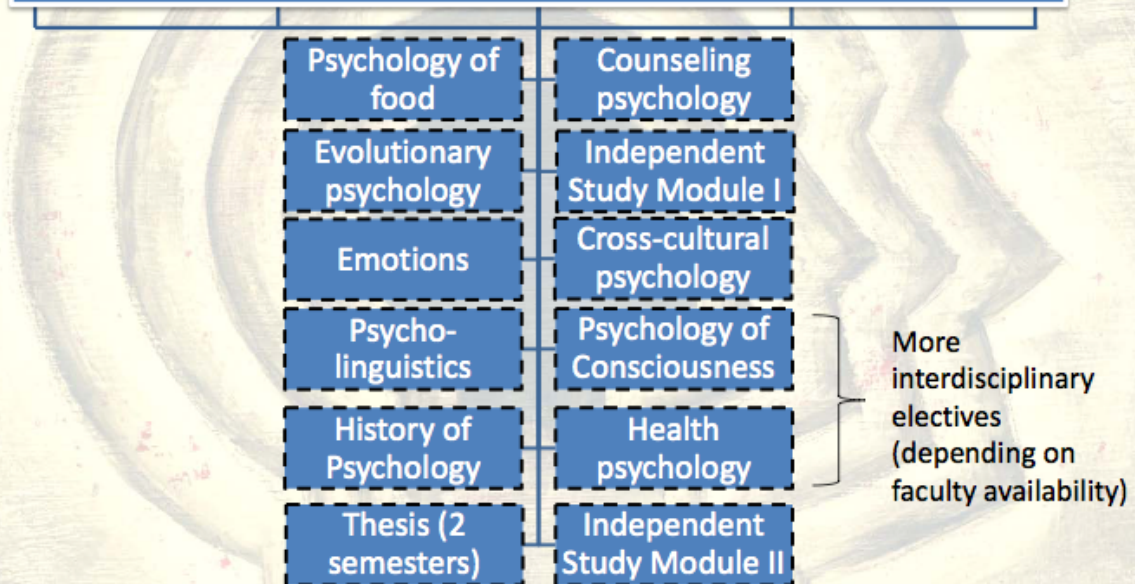 Psychology of
food
Counseling
psychology
Evolutionary
psychology
Independent
Study Module I
Emotions
Cross-cultural
psychology
Psycho-
linguistics
Psychology of
Consciousness
History of
Psychology
Health
psychology
More
interdisciplinary
electives
(depending on
faculty availability)
Thesis (2
semesters)
Independent
Study Module II